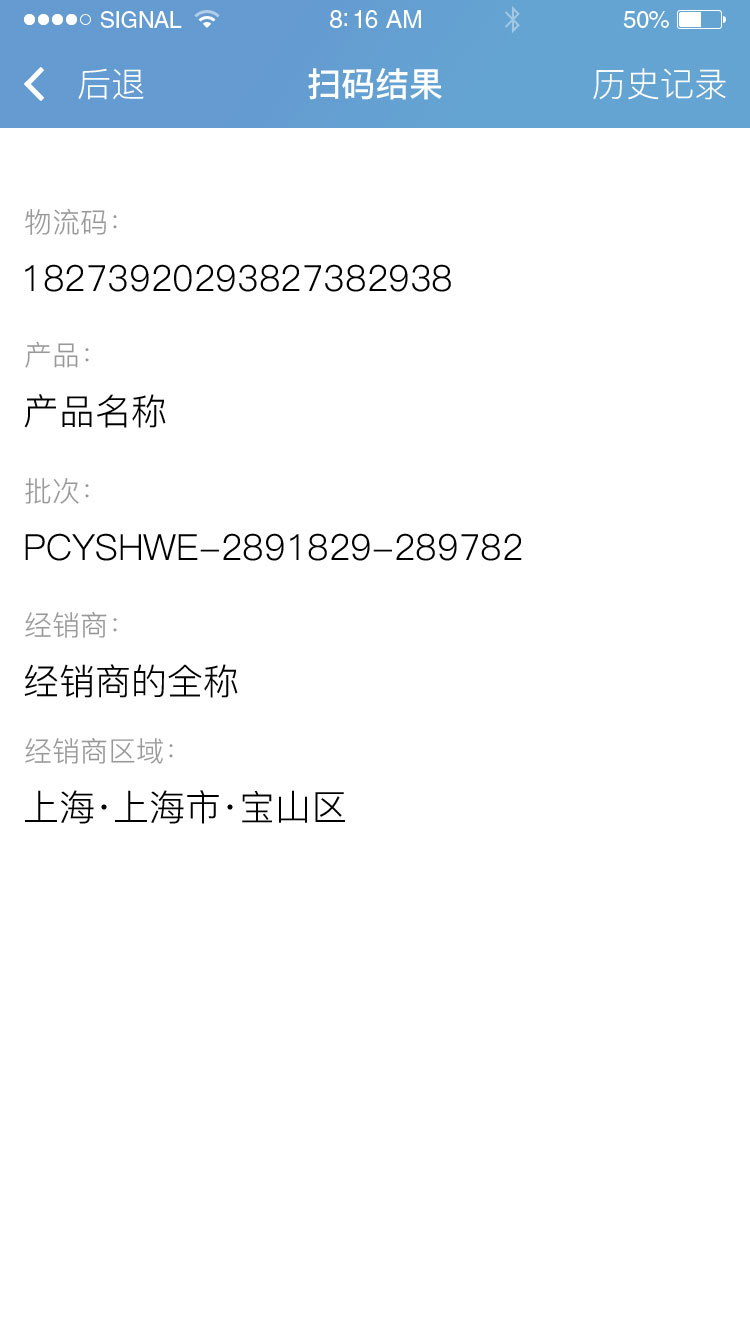 SIGNAL 8:16 AM 50%
后退 扫码结果 历史记录
物流码：
18273920293827382938
产品：
产品名称
批次：
PCYSHWE-2891829-289782
经销商：
经销商的全称
经销商区域：
上海·上海市·宝山区